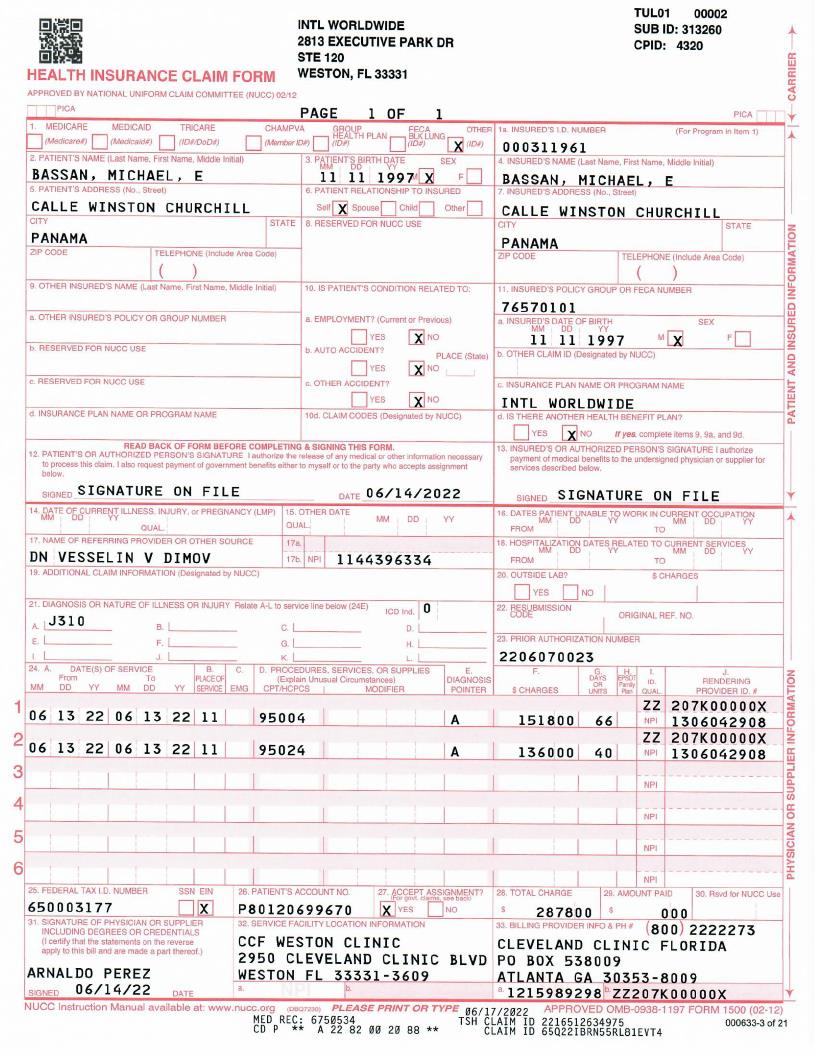 INTL WORLDWIDE
2813 EXECUTIVE PARK DR
STE 120
WESTON, FL 33331
TUL01 00002
SUB ID: 313260
CPID: 4320
HEALTH INSURANCE CLAIM FORM
APPROVED BY NATIONAL UNIFORM CLAIM COMMITTEE (NUCC) 02/12
PAGE 1 OF 1
PICA PICA
CARRIER
1. MEDICARE MEDICAID TRICARE CHAMPVA GROUP HEALTH PLAN FECA BLK LUNG OTHER
(Medicare#) (Medicaid#) (ID#/DoD#) (Member ID#) (ID#) (ID#) X (ID#)
1a. INSURED'S I.D. NUMBER (For Program in Item 1)
000311961
2. PATIENT'S NAME (Last Name, First Name, Middle Initial)
BASSAN, MICHAEL, E
3. PATIENT'S BIRTH DATE SEX
MM DD YY
11 11 1997 M X F
4. INSURED'S NAME (Last Name, First Name, Middle Initial)
BASSAN, MICHAEL, E
5. PATIENT'S ADDRESS (No., Street)
CALLE WINSTON CHURCHILL
6. PATIENT RELATIONSHIP TO INSURED
Self X Spouse Child Other
7. INSURED'S ADDRESS (No., Street)
CALLE WINSTON CHURCHILL
CITY STATE
PANAMA
8. RESERVED FOR NUCC USE
CITY STATE
PANAMA
ZIP CODE TELEPHONE (Include Area Code)
( )
ZIP CODE TELEPHONE (Include Area Code)
( )
9. OTHER INSURED'S NAME (Last Name, First Name, Middle Initial)
10. IS PATIENT'S CONDITION RELATED TO:
11. INSURED'S POLICY GROUP OR FECA NUMBER
76570101
a. OTHER INSURED'S POLICY OR GROUP NUMBER
a. EMPLOYMENT? (Current or Previous)
YES X NO
a. INSURED'S DATE OF BIRTH SEX
MM DD YY
11 11 1997 M X F
b. RESERVED FOR NUCC USE
b. AUTO ACCIDENT? PLACE (State)
YES X NO
b. OTHER CLAIM ID (Designated by NUCC)
c. RESERVED FOR NUCC USE
c. OTHER ACCIDENT?
YES X NO
c. INSURANCE PLAN NAME OR PROGRAM NAME
INTL WORLDWIDE
d. INSURANCE PLAN NAME OR PROGRAM NAME
10d. CLAIM CODES (Designated by NUCC)
d. IS THERE ANOTHER HEALTH BENEFIT PLAN?
YES X NO If yes, complete items 9, 9a, and 9d.
READ BACK OF FORM BEFORE COMPLETING & SIGNING THIS FORM.
12. PATIENT'S OR AUTHORIZED PERSON'S SIGNATURE I authorize the release of any medical or other information necessary
to process this claim. I also request payment of government benefits either to myself or to the party who accepts assignment
below.
SIGNED SIGNATURE ON FILE DATE 06/14/2022
13. INSURED'S OR AUTHORIZED PERSON'S SIGNATURE I authorize
payment of medical benefits to the undersigned physician or supplier for
services described below.
SIGNED SIGNATURE ON FILE
PATIENT AND INSURED INFORMATION
14. DATE OF CURRENT ILLNESS, INJURY, or PREGNANCY (LMP)
MM DD YY
QUAL.
15. OTHER DATE
QUAL. MM DD YY
16. DATES PATIENT UNABLE TO WORK IN CURRENT OCCUPATION
MM DD YY MM DD YY
FROM TO
17. NAME OF REFERRING PROVIDER OR OTHER SOURCE
DN VESSELIN V DIMOV
17a.
17b. NPI 1144396334
18. HOSPITALIZATION DATES RELATED TO CURRENT SERVICES
MM DD YY MM DD YY
FROM TO
19. ADDITIONAL CLAIM INFORMATION (Designated by NUCC)
20. OUTSIDE LAB? $ CHARGES
YES NO
21. DIAGNOSIS OR NATURE OF ILLNESS OR INJURY Relate A-L to service line below (24E) ICD Ind. 0
A. J310 B. C. D.
E. F. G. H.
I. J. K. L.
22. RESUBMISSION CODE ORIGINAL REF. NO.
23. PRIOR AUTHORIZATION NUMBER
2206070023
24. A. DATE(S) OF SERVICE B. C. D. PROCEDURES, SERVICES, OR SUPPLIES E. F. G. H. I. J.
From To PLACE OF (Explain Unusual Circumstances) DIAGNOSIS DAYS OR EPSDT Family ID. RENDERING
MM DD YY MM DD YY SERVICE EMG CPT/HCPCS MODIFIER POINTER $ CHARGES UNITS Plan QUAL. PROVIDER ID. #
ZZ 207K00000X
1 06 13 22 06 13 22 11 95004 A 151800 66 NPI 1306042908
ZZ 207K00000X
2 06 13 22 06 13 22 11 95024 A 136000 40 NPI 1306042908
3 NPI
4 NPI
5 NPI
6 NPI
25. FEDERAL TAX I.D. NUMBER SSN EIN
650003177 X
26. PATIENT'S ACCOUNT NO.
P80120699670
27. ACCEPT ASSIGNMENT?
(For govt. claims, see back)
X YES NO
28. TOTAL CHARGE
$ 287800
29. AMOUNT PAID
$ 000
30. Rsvd for NUCC Use
31. SIGNATURE OF PHYSICIAN OR SUPPLIER
INCLUDING DEGREES OR CREDENTIALS
(I certify that the statements on the reverse
apply to this bill and are made a part thereof.)
ARNALDO PEREZ
SIGNED 06/14/22 DATE
32. SERVICE FACILITY LOCATION INFORMATION
CCF WESTON CLINIC
2950 CLEVELAND CLINIC BLVD
WESTON FL 33331-3609
a. NPI b.
33. BILLING PROVIDER INFO & PH # (800) 2222273
CLEVELAND CLINIC FLORIDA
PO BOX 538009
ATLANTA GA 30353-8009
a. 1215989298 b. ZZ207K00000X
PHYSICIAN OR SUPPLIER INFORMATION
NUCC Instruction Manual available at: www.nucc.org (DBQ7230) PLEASE PRINT OR TYPE 06/17/2022 APPROVED OMB-0938-1197 FORM 1500 (02-12)
MED REC: 6750534 TSH CLAIM ID 2216512634975 000633-3 of 21
CD P ** A 22 82 00 20 88 ** CLAIM ID 65Q22IBRN55RL81EVT4